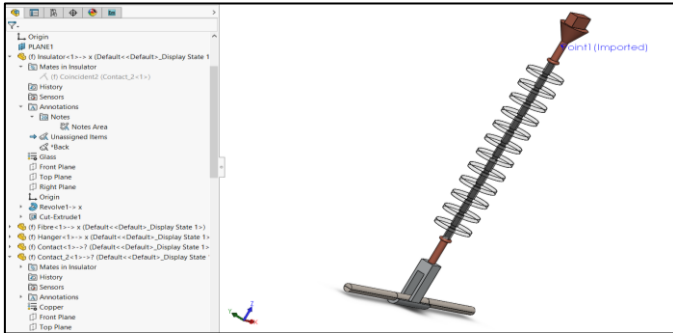 Origin
PLANE1
(f) Insulator<1>-> x (Default<<Default>_Display State 1
Mates in Insulator
(f) Coincident2 (Contact_2<1>)
History
Sensors
Annotations
Notes
Notes Area
Unassigned Items
*Back
Glass
Front Plane
Top Plane
Right Plane
Origin
Revolve1-> x
Cut-Extrude1
(f) Fibre<1>-> x (Default<<Default>_Display State 1>)
(f) Hanger<1>-> x (Default<<Default>_Display State 1>)
(f) Contact<1>->? (Default<<Default>_Display State 1>
(f) Contact_2<1>->? (Default<<Default>_Display State
Mates in Insulator
History
Sensors
Annotations
Copper
Front Plane
Top Plane
Point1 (Imported)
Y
Z
X